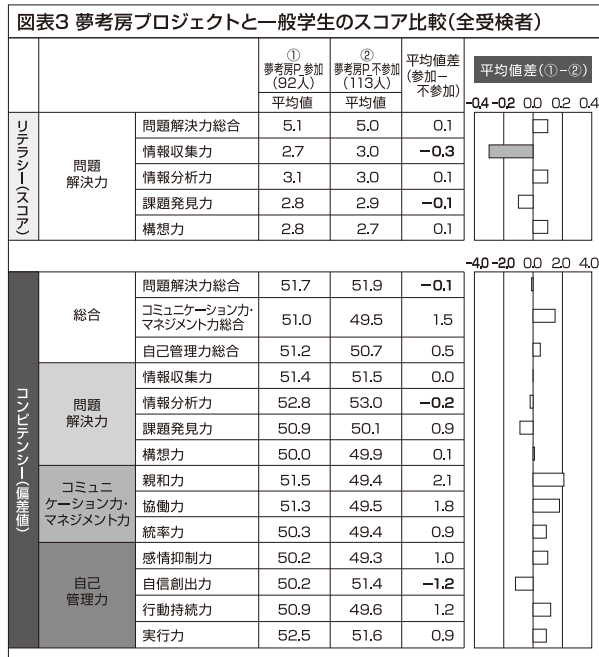 図表3 夢考房プロジェクトと一般学生のスコア比較(全受検者)
① 夢考房P_参加 (92人) ② 夢考房P_不参加 (113人) 平均値差 (参加ー 不参加) 平均値差(①-②)
平均値 平均値 -0.4 -0.2 0.0 0.2 0.4
リテラシー(スコア)
問題 解決力
問題解決力総合 5.1 5.0 0.1
情報収集力 2.7 3.0 -0.3
情報分析力 3.1 3.0 0.1
課題発見力 2.8 2.9 -0.1
構想力 2.8 2.7 0.1
-4.0 -2.0 0.0 2.0 4.0
コンピテンシー(偏差値)
総合
問題解決力総合 51.7 51.9 -0.1
コミュニケーション力・ マネジメント力総合 51.0 49.5 1.5
自己管理力総合 51.2 50.7 0.5
問題 解決力
情報収集力 51.4 51.5 0.0
情報分析力 52.8 53.0 -0.2
課題発見力 50.9 50.1 0.9
構想力 50.0 49.9 0.1
コミュニ ケーション力・ マネジメント力
親和力 51.5 49.4 2.1
協働力 51.3 49.5 1.8
統率力 50.3 49.4 0.9
自己 管理力
感情抑制力 50.2 49.3 1.0
自信創出力 50.2 51.4 -1.2
行動持続力 50.9 49.6 1.2
実行力 52.5 51.6 0.9